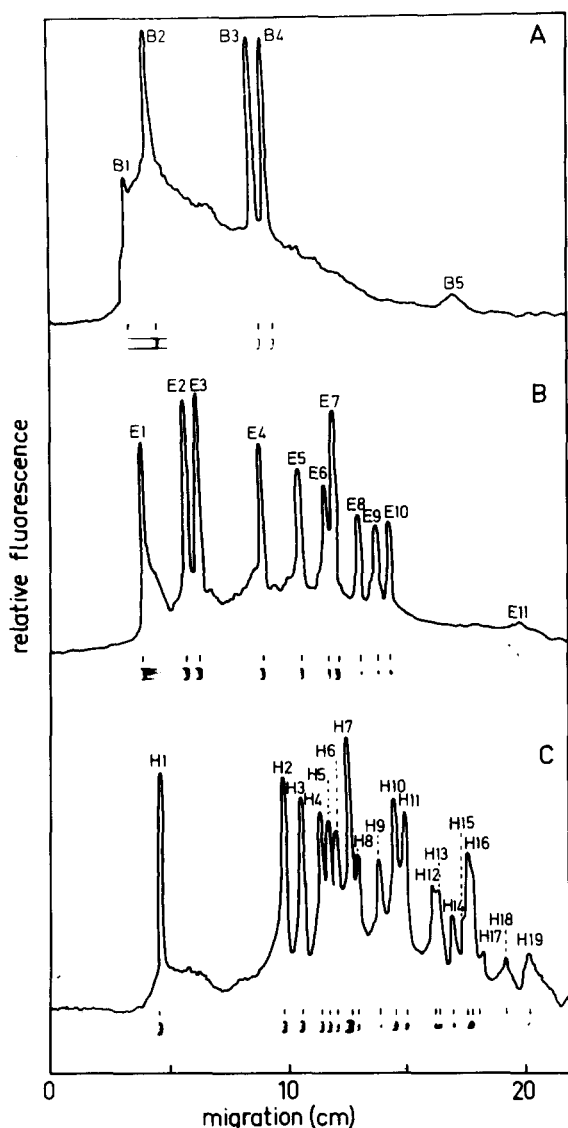 A
B1 B2 B3 B4 B5
B
E1 E2 E3 E4 E5 E6 E7 E8 E9 E10 E11
C
H1 H2 H3 H4 H5 H6 H7 H8 H9 H10 H11 H12 H13 H14 H15 H16 H17 H18 H19
relative fluorescence
0 10 20
migration (cm)